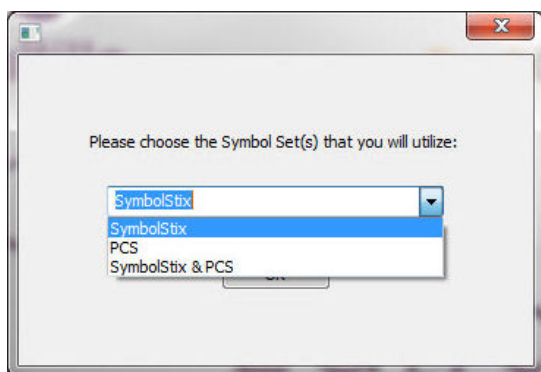 Please choose the Symbol Set(s) that you will utilize:
SymbolStix
SymbolStix
PCS
SymbolStix & PCS